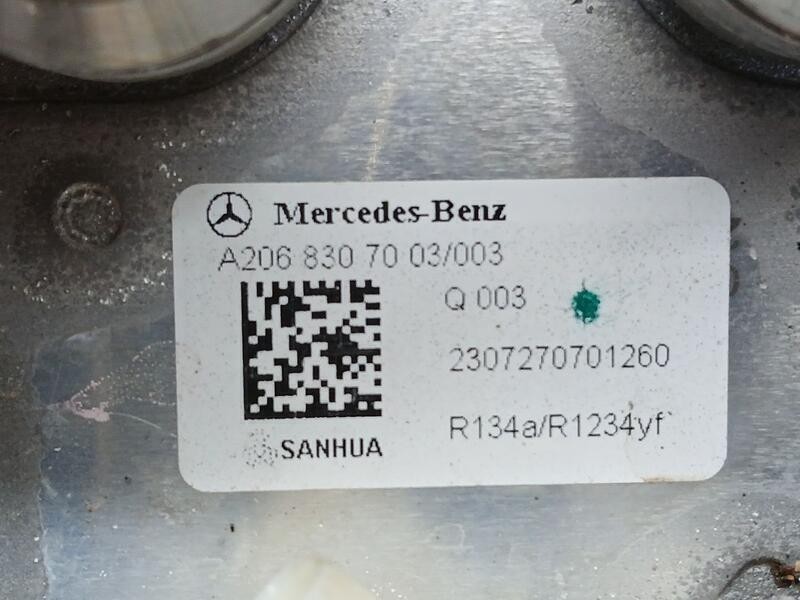 Mercedes-Benz
A206 830 70 03/003
Q 003
2307270701260
R134a/R1234yf
SANHUA